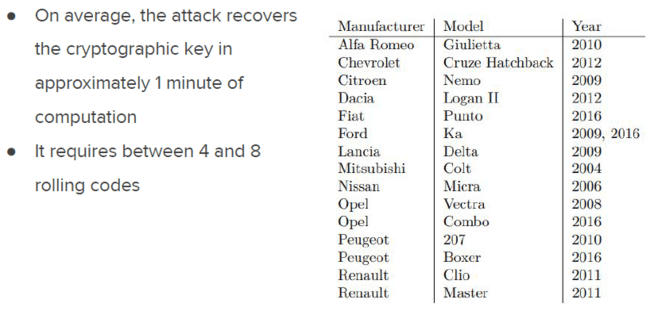 ● On average, the attack recovers
the cryptographic key in
approximately 1 minute of
computation
● It requires between 4 and 8
rolling codes
Manufacturer Model Year
Alfa Romeo Giulietta 2010
Chevrolet Cruze Hatchback 2012
Citroen Nemo 2009
Dacia Logan II 2012
Fiat Punto 2016
Ford Ka 2009, 2016
Lancia Delta 2009
Mitsubishi Colt 2004
Nissan Micra 2006
Opel Vectra 2008
Opel Combo 2016
Peugeot 207 2010
Peugeot Boxer 2016
Renault Clio 2011
Renault Master 2011